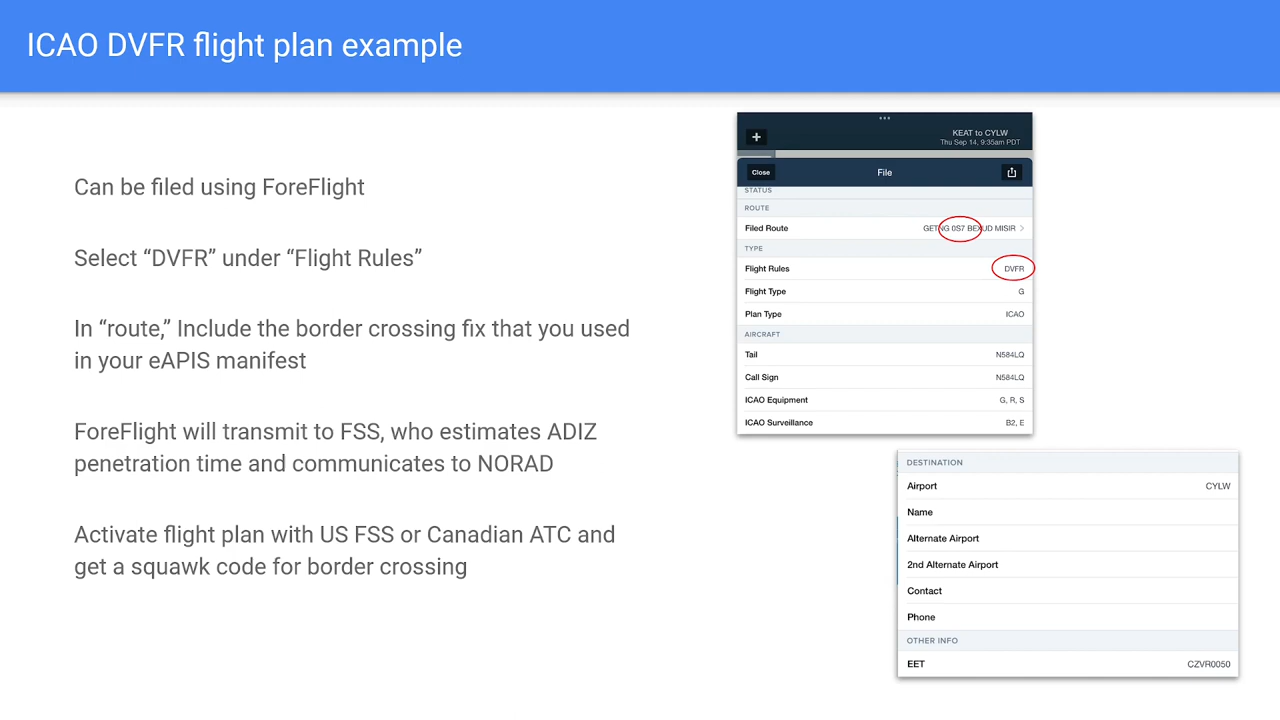 ICAO DVFR flight plan example
Can be filed using ForeFlight
Select “DVFR” under “Flight Rules”
In “route,” Include the border crossing fix that you used
in your eAPIS manifest
ForeFlight will transmit to FSS, who estimates ADIZ
penetration time and communicates to NORAD
Activate flight plan with US FSS or Canadian ATC and
get a squawk code for border crossing
KEAT to CYLW
Thu Sep 14, 9:35am PDT
Close File
STATUS
ROUTE
Filed Route GETNG 0S7 BEXUD MISIR
TYPE
Flight Rules DVFR
Flight Type G
Plan Type ICAO
AIRCRAFT
Tail N584LQ
Call Sign N584LQ
ICAO Equipment G, R, S
ICAO Surveillance B2, E
DESTINATION
Airport CYLW
Name
Alternate Airport
2nd Alternate Airport
Contact
Phone
OTHER INFO
EET CZVR0050